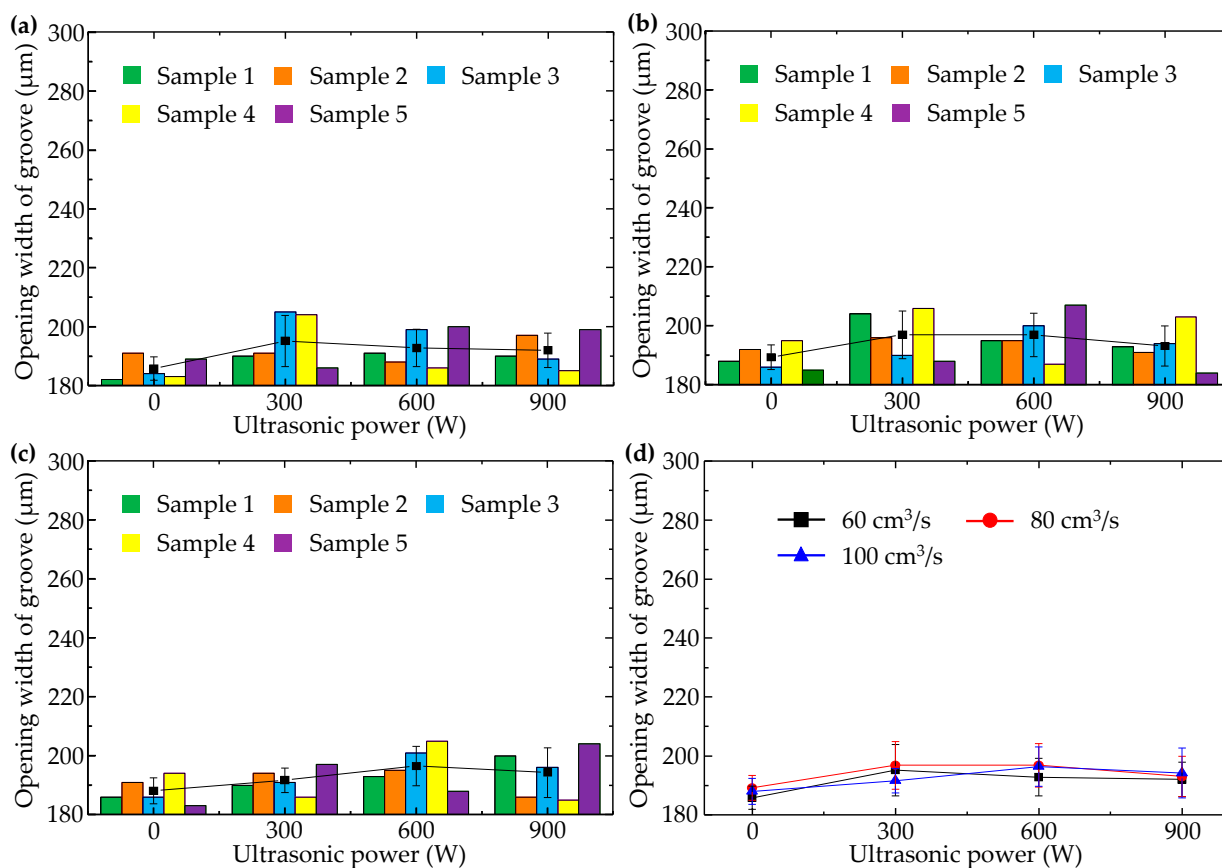 (a)
Opening width of groove (μm)
300
280
260
240
220
200
180
Sample 1 Sample 2 Sample 3
Sample 4 Sample 5
0 300 600 900
Ultrasonic power (W)
(b)
Opening width of groove (μm)
300
280
260
240
220
200
180
Sample 1 Sample 2 Sample 3
Sample 4 Sample 5
0 300 600 900
Ultrasonic power (W)
(c)
Opening width of groove (μm)
300
280
260
240
220
200
180
Sample 1 Sample 2 Sample 3
Sample 4 Sample 5
0 300 600 900
Ultrasonic power (W)
(d)
Opening width of groove (μm)
300
280
260
240
220
200
180
60 cm³/s 80 cm³/s
100 cm³/s
0 300 600 900
Ultrasonic power (W)